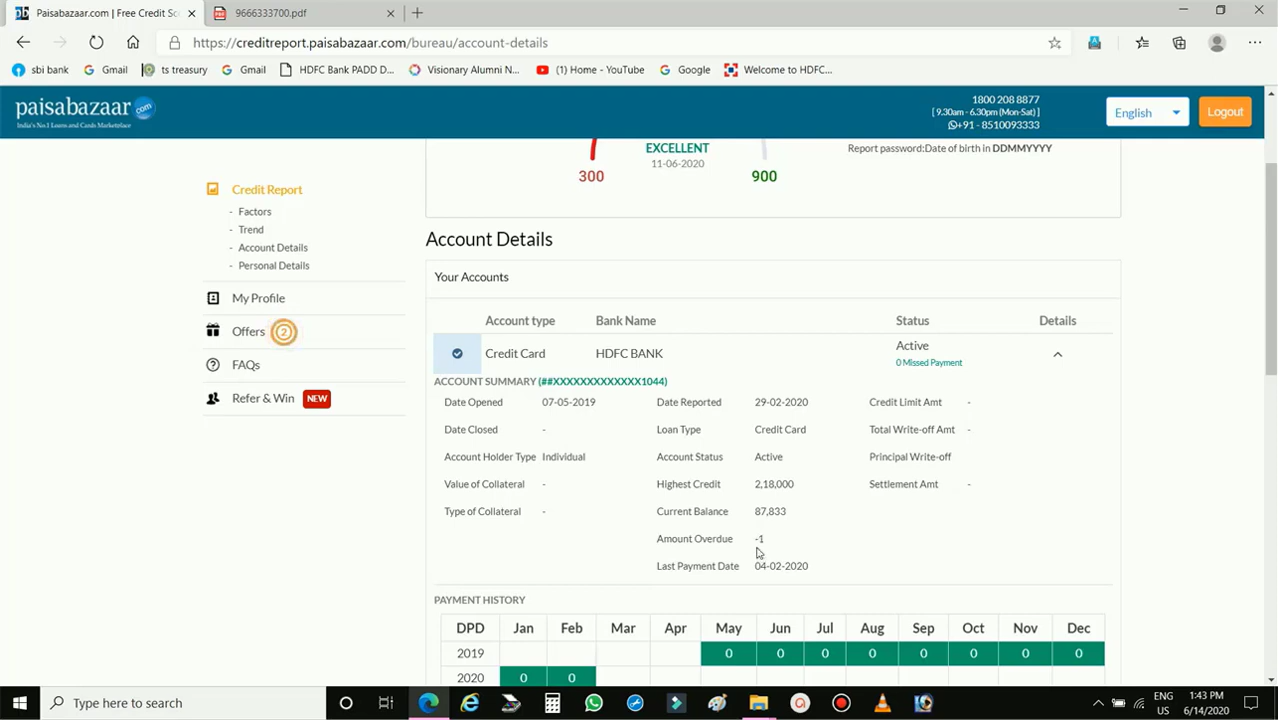 Paisabazaar.com | Free Credit Sc
9666333700.pdf
https://creditreport.paisabazaar.com/bureau/account-details
sbi bank
Gmail
ts treasury
Gmail
HDFC Bank PADD D...
Visionary Alumni N...
(1) Home - YouTube
Google
Welcome to HDFC...
paisabazaar.com
India's No.1 Loans and Cards Marketplace
1800 208 8877
[ 9.30am - 6.30pm (Mon-Sat) ]
+91 - 8510093333
English
Logout
EXCELLENT
11-06-2020
300
900
Report password:Date of birth in DDMMYYYY
Credit Report
- Factors
- Trend
- Account Details
- Personal Details
My Profile
Offers 2
FAQs
Refer & Win NEW
Account Details
Your Accounts
Account type Bank Name Status Details
Credit Card HDFC BANK Active
0 Missed Payment
ACCOUNT SUMMARY (##XXXXXXXXXXXXX1044)
Date Opened 07-05-2019 Date Reported 29-02-2020 Credit Limit Amt -
Date Closed - Loan Type Credit Card Total Write-off Amt -
Account Holder Type Individual Account Status Active Principal Write-off
Value of Collateral - Highest Credit 2,18,000 Settlement Amt -
Type of Collateral - Current Balance 87,833
Amount Overdue -1
Last Payment Date 04-02-2020
PAYMENT HISTORY
DPD Jan Feb Mar Apr May Jun Jul Aug Sep Oct Nov Dec
2019 0 0 0 0 0 0 0 0
2020 0 0
Type here to search
ENG
US
1:43 PM
6/14/2020